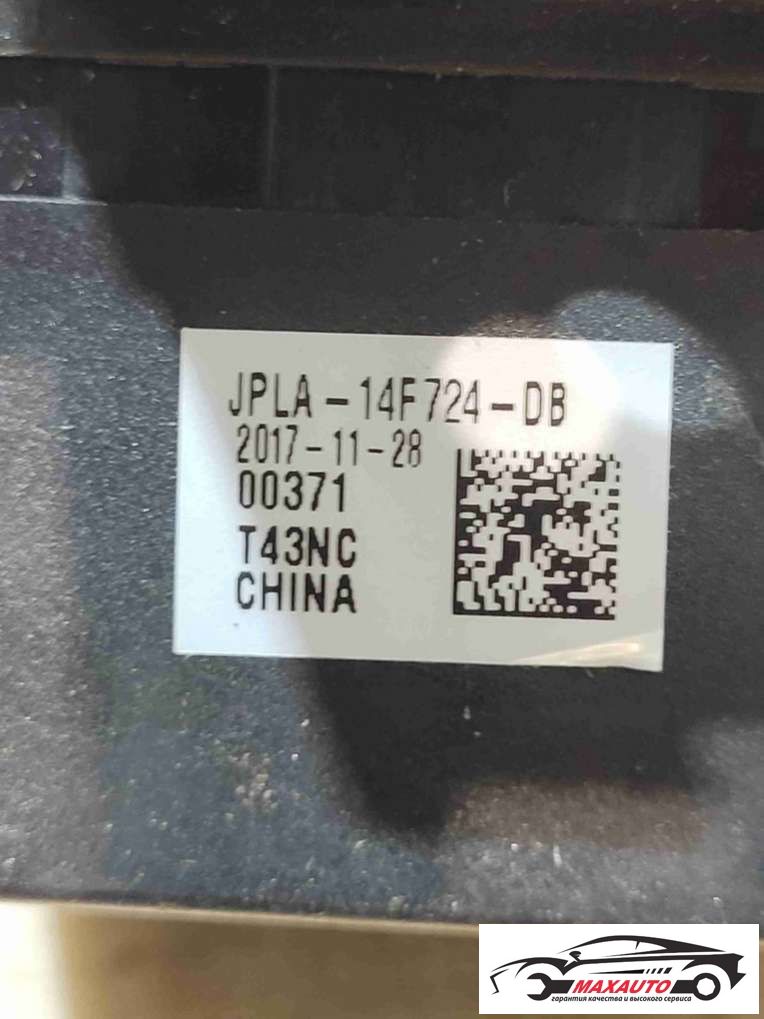 JPLA-14F724-DB
2017-11-28
00371
T43NC
CHINA
MAXAUTO
гарантия качества и высокого сервиса